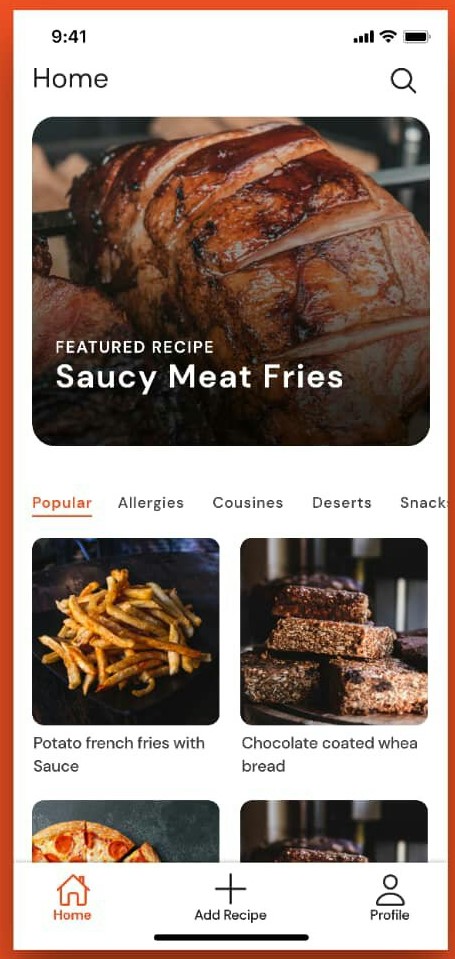 9:41
Home
FEATURED RECIPE
Saucy Meat Fries
Popular Allergies Cousines Deserts Snack
Potato french fries with
Sauce
Chocolate coated whea
bread
Home Add Recipe Profile